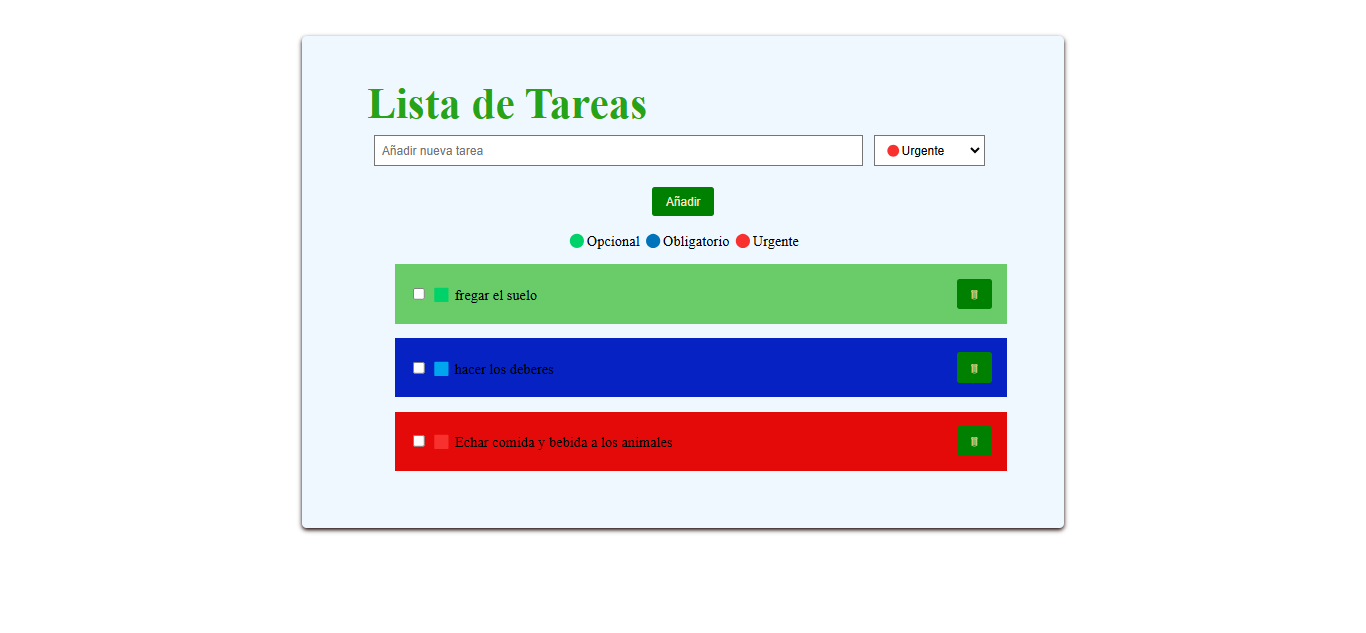 Lista de Tareas
Añadir nueva tarea Urgente
Añadir
Opcional Obligatorio Urgente
fregar el suelo
hacer los deberes
Echar comida y bebida a los animales